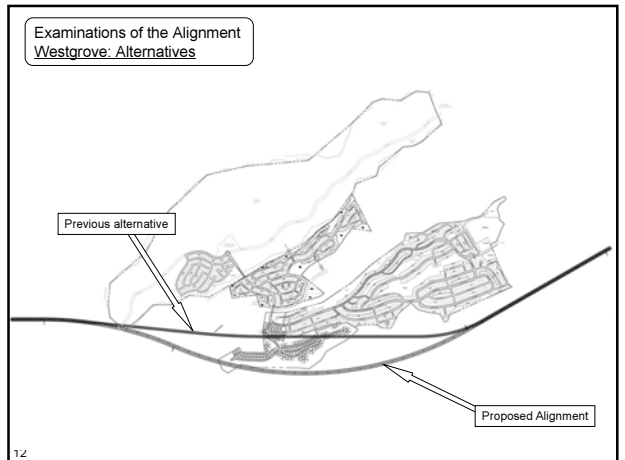 Examinations of the Alignment
Westgrove: Alternatives
Previous alternative
Proposed Alignment
12